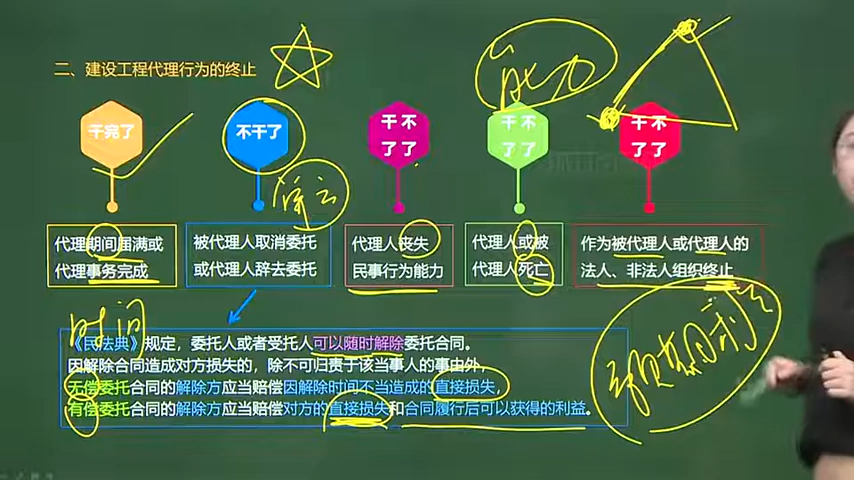 二、建设工程代理行为的终止
干完了
不干了
干不
了了
干不
了了
干不
了了
代理期间届满或
代理事务完成
被代理人取消委托
或代理人辞去委托
代理人丧失
民事行为能力
代理人或被
代理人死亡
作为被代理人或代理人的
法人、非法人组织终止
时间
《民法典》规定，委托人或者受托人可以随时解除委托合同。
因解除合同造成对方损失的，除不可归责于该当事人的事由外，
无偿委托合同的解除方应当赔偿因解除时间不当造成的直接损失，
有偿委托合同的解除方应当赔偿对方的直接损失和合同履行后可以获得的利益。
预期利益